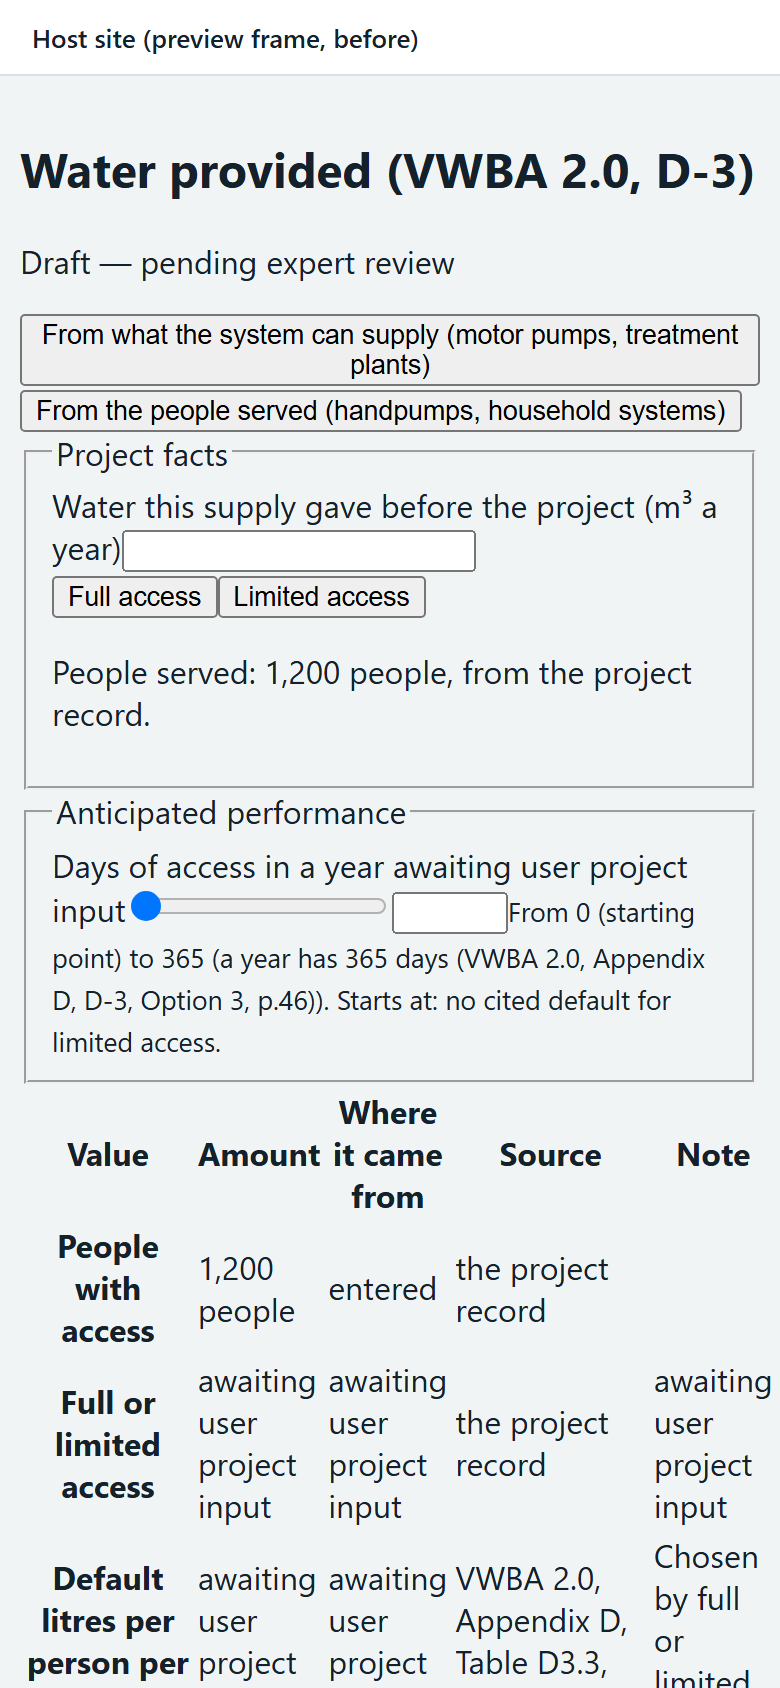 Host site (preview frame, before)
Water provided (VWBA 2.0, D-3)
Draft — pending expert review
From what the system can supply (motor pumps, treatment
plants)
From the people served (handpumps, household systems)
Project facts
Water this supply gave before the project (m³ a
year)
Full access Limited access
People served: 1,200 people, from the project
record.
Anticipated performance
Days of access in a year awaiting user project
input From 0 (starting
point) to 365 (a year has 365 days (VWBA 2.0, Appendix
D, D-3, Option 3, p.46)). Starts at: no cited default for
limited access.
Value Amount Where it came from Source Note
People with access 1,200 people entered the project record
Full or limited access awaiting user project input awaiting user project input the project record awaiting user project input
Default litres per person per awaiting user project awaiting user project VWBA 2.0, Appendix D, Table D3.3, Chosen by full or limited